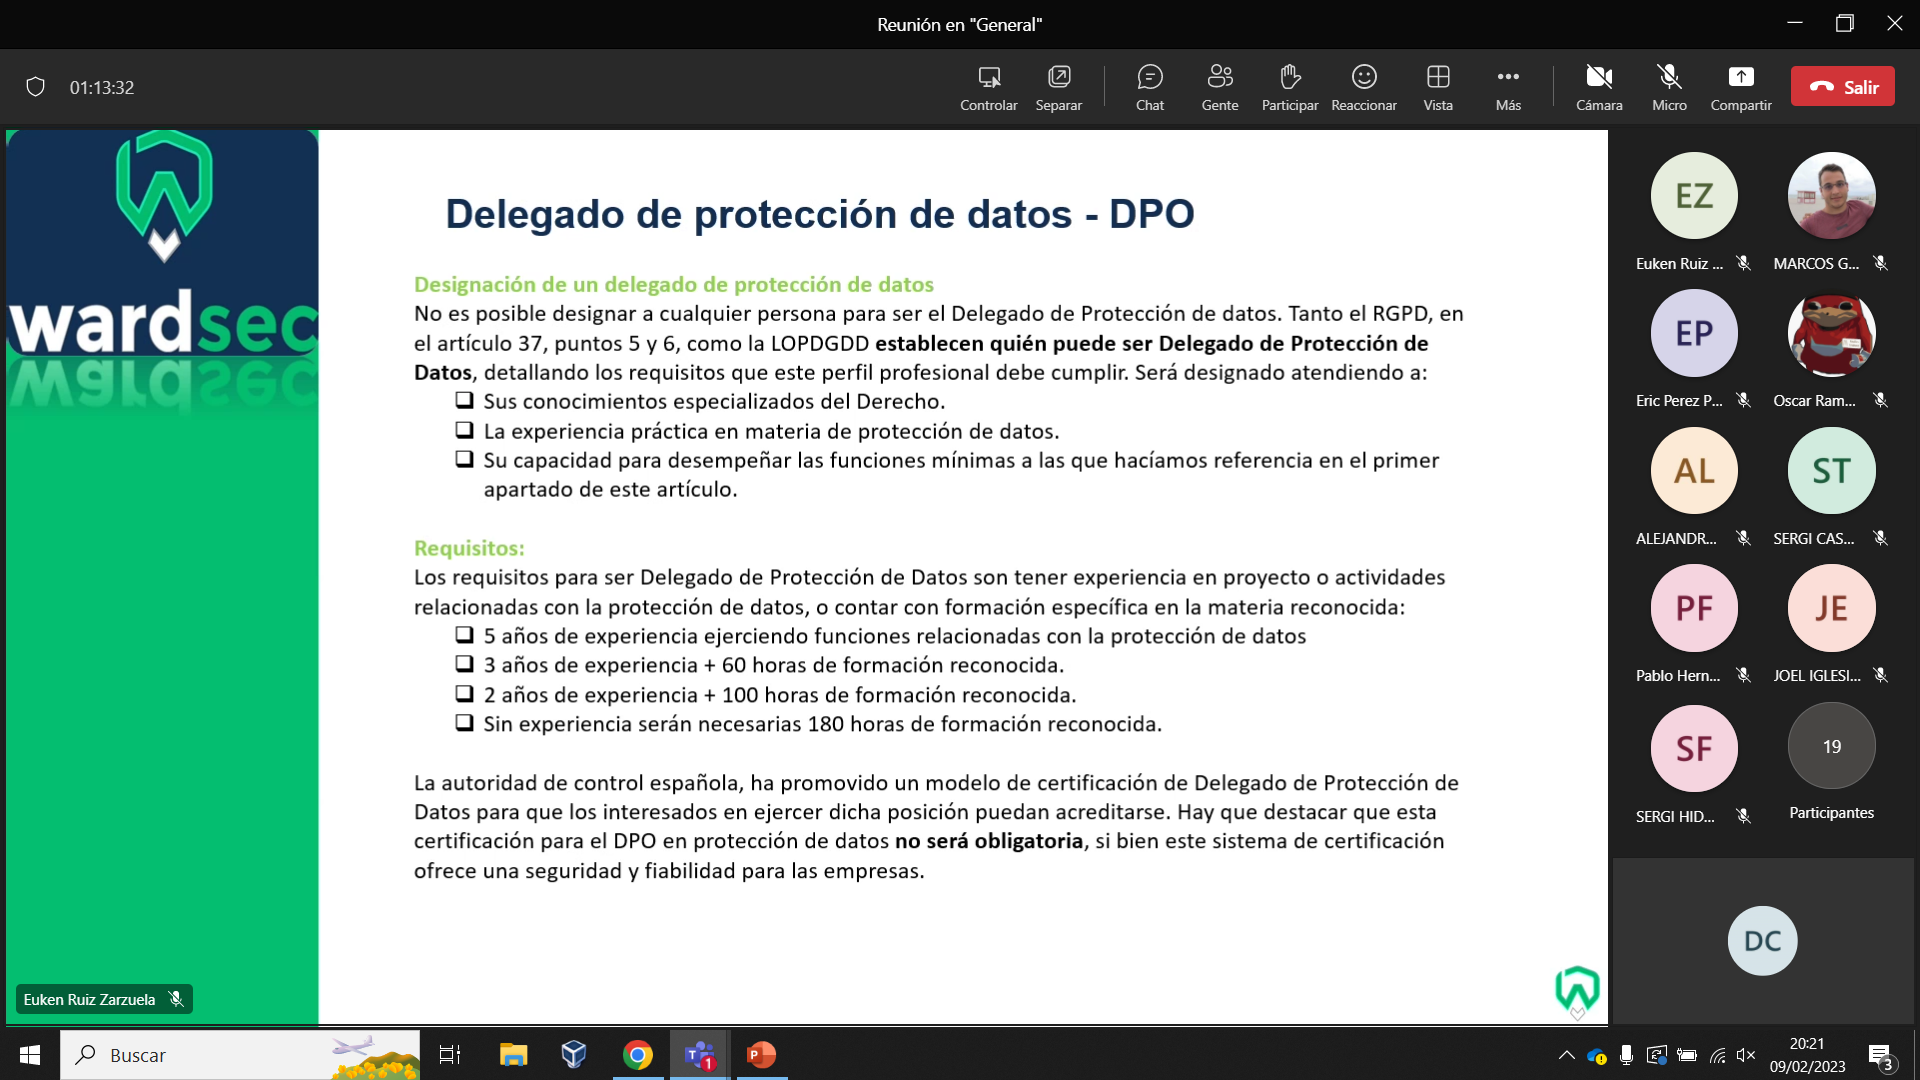 Reunión en "General"
01:13:32
Controlar
Separar
Chat
Gente
Participar
Reaccionar
Vista
Más
Cámara
Micro
Compartir
Salir
wardsec
Delegado de protección de datos - DPO
Designación de un delegado de protección de datos
No es posible designar a cualquier persona para ser el Delegado de Protección de datos. Tanto el RGPD, en
el artículo 37, puntos 5 y 6, como la LOPDGDD establecen quién puede ser Delegado de Protección de
Datos, detallando los requisitos que este perfil profesional debe cumplir. Será designado atendiendo a:
❑ Sus conocimientos especializados del Derecho.
❑ La experiencia práctica en materia de protección de datos.
❑ Su capacidad para desempeñar las funciones mínimas a las que hacíamos referencia en el primer
apartado de este artículo.
Requisitos:
Los requisitos para ser Delegado de Protección de Datos son tener experiencia en proyecto o actividades
relacionadas con la protección de datos, o contar con formación específica en la materia reconocida:
❑ 5 años de experiencia ejerciendo funciones relacionadas con la protección de datos
❑ 3 años de experiencia + 60 horas de formación reconocida.
❑ 2 años de experiencia + 100 horas de formación reconocida.
❑ Sin experiencia serán necesarias 180 horas de formación reconocida.
La autoridad de control española, ha promovido un modelo de certificación de Delegado de Protección de
Datos para que los interesados en ejercer dicha posición puedan acreditarse. Hay que destacar que esta
certificación para el DPO en protección de datos no será obligatoria, si bien este sistema de certificación
ofrece una seguridad y fiabilidad para las empresas.
Euken Ruiz Zarzuela
EZ
Euken Ruiz ...
MARCOS G...
EP
Eric Perez P...
Oscar Ram...
AL
ALEJANDR...
ST
SERGI CAS...
PF
Pablo Hern...
JE
JOEL IGLESI...
SF
SERGI HID...
19
Participantes
DC
Buscar
1
20:21
09/02/2023
3